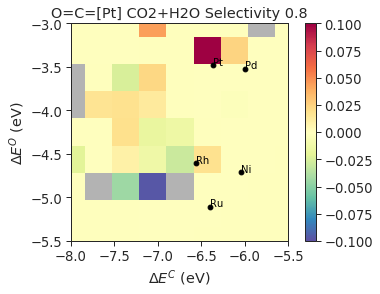 O=C=[Pt] CO2+H2O Selectivity 0.8
−3.0
−3.5
−4.0
−4.5
−5.0
−5.5
ΔE^O (eV)
Pt
Pd
Rh
Ni
Ru
−8.0 −7.5 −7.0 −6.5 −6.0 −5.5
ΔE^C (eV)
0.100
0.075
0.050
0.025
0.000
−0.025
−0.050
−0.075
−0.100